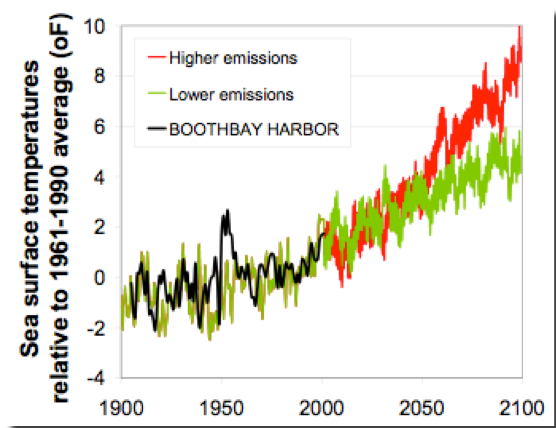 Sea surface temperatures
relative to 1961-1990 average (oF)
10
8
6
4
2
0
-2
-4
Higher emissions
Lower emissions
BOOTHBAY HARBOR
1900
1950
2000
2050
2100